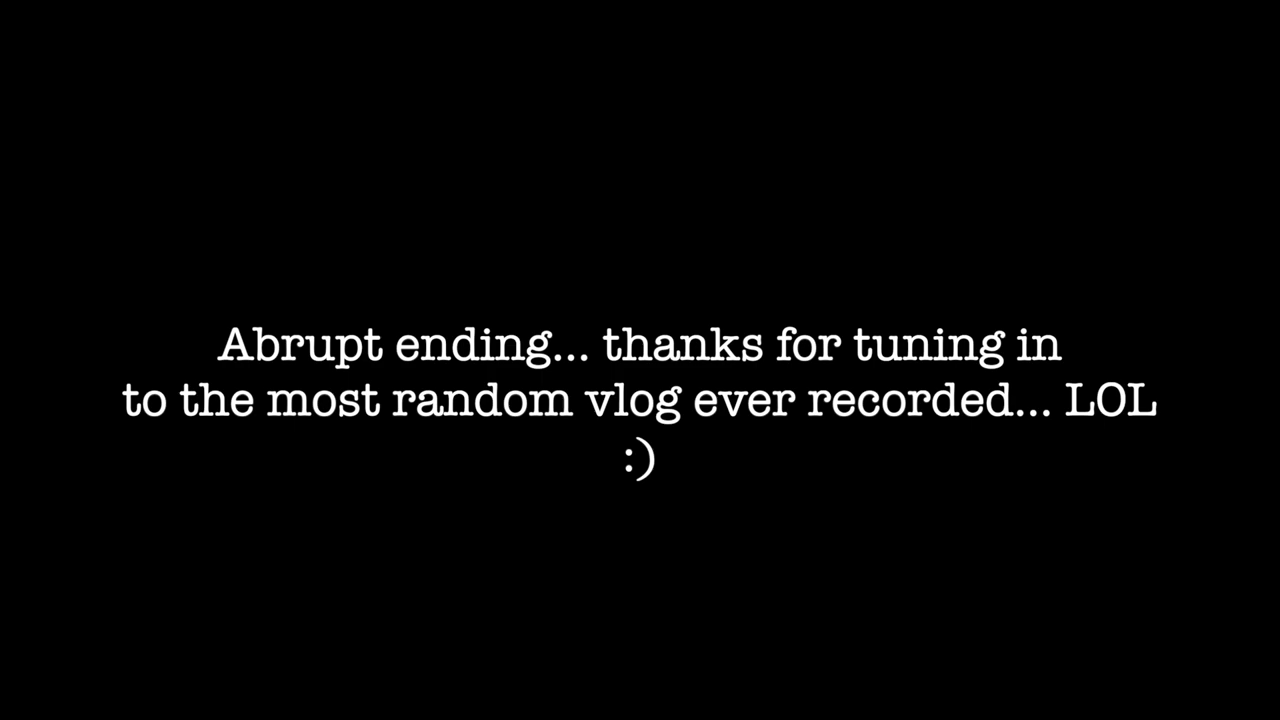 Abrupt ending... thanks for tuning in
to the most random vlog ever recorded... LOL
:)